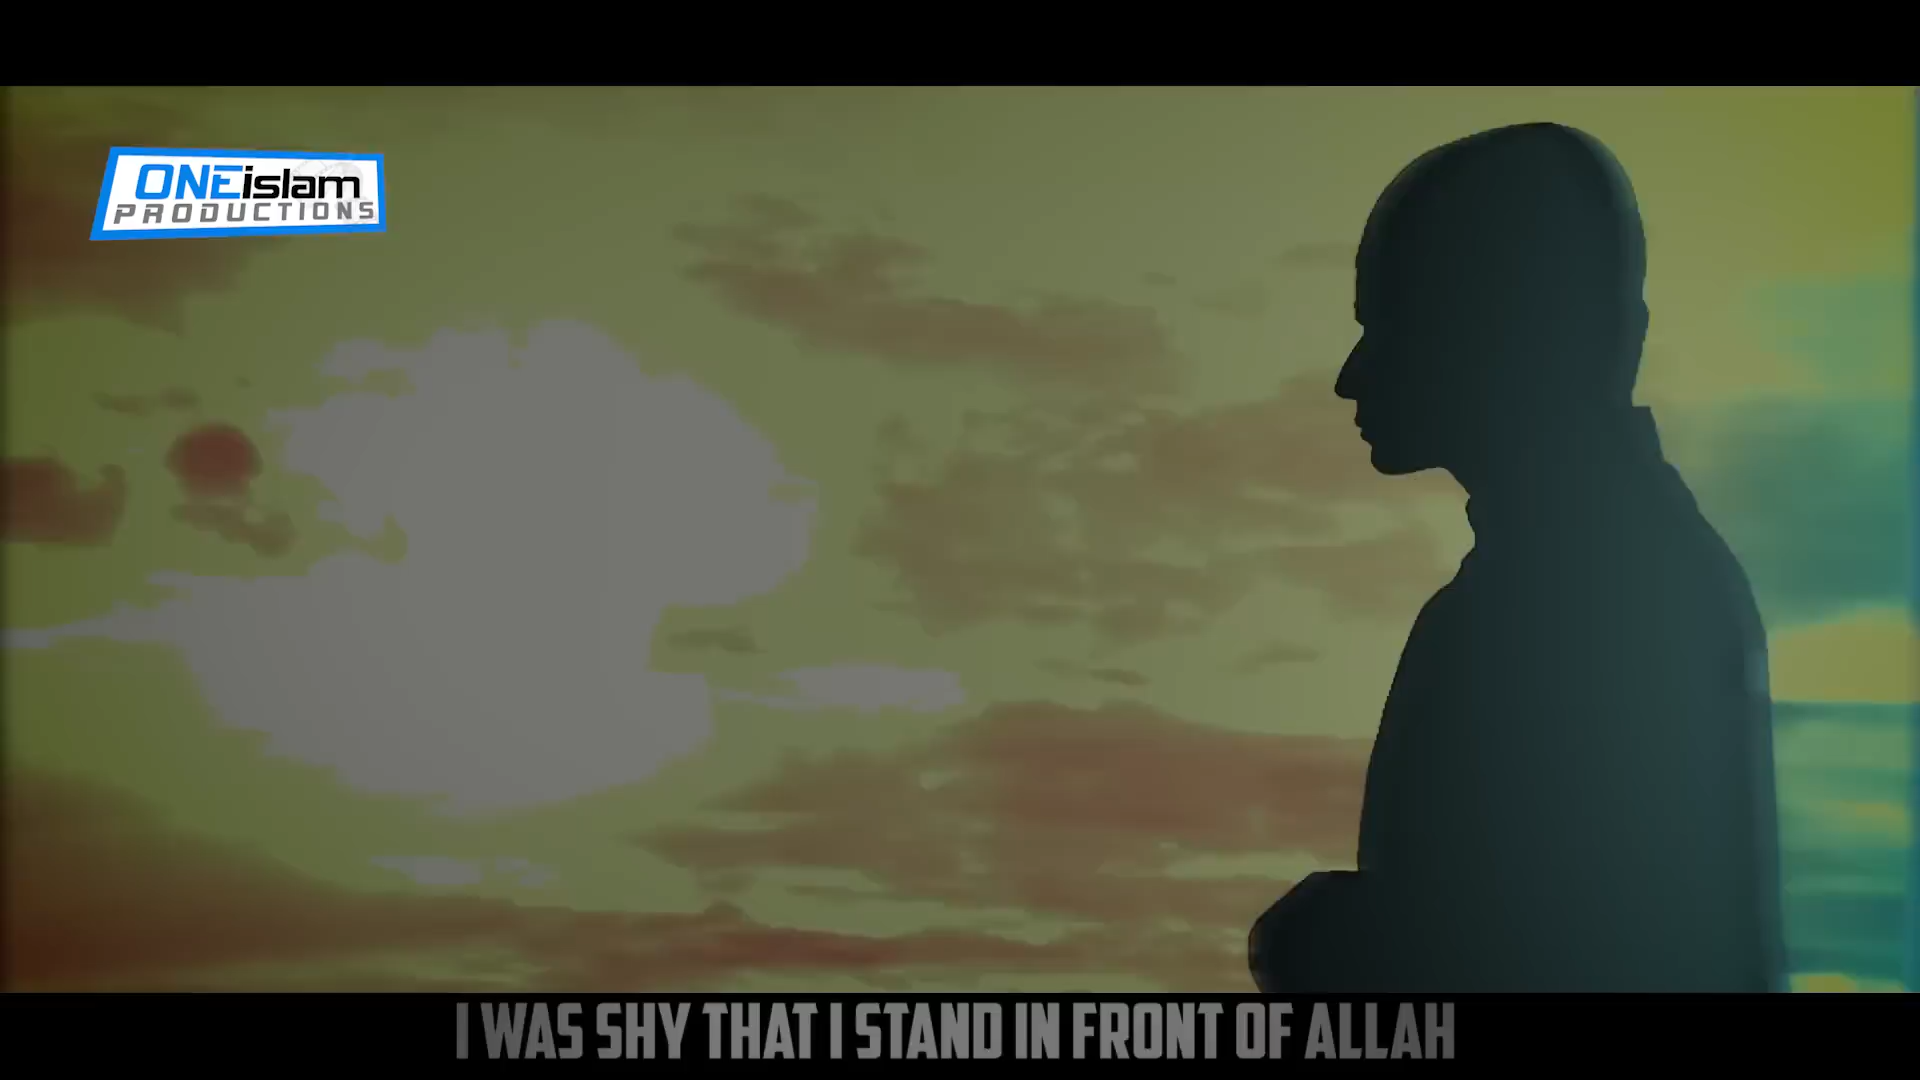 ONEislam
PRODUCTIONS
I WAS SHY THAT I STAND IN FRONT OF ALLAH